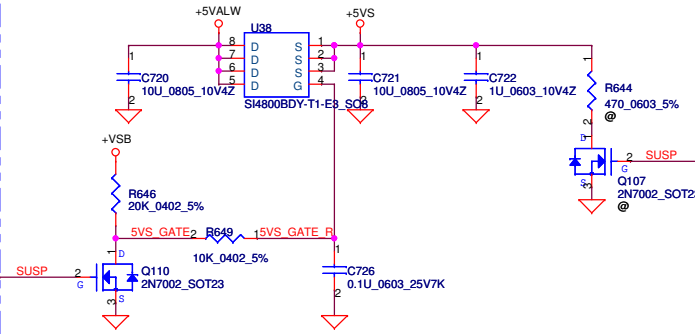 +5VALW
+5VS
U38
8 D S 1
7 D S 2
6 D S 3
5 D G 4
SI4800BDY-T1-E3_SO8
1
C720
10U_0805_10V4Z
2
1
C721
10U_0805_10V4Z
2
1
C722
1U_0603_10V4Z
2
1
R644
470_0603_5%
@
2
1
D
2 SUSP
G
S
3
Q107
2N7002_SOT23
@
+VSB
R646
20K_0402_5%
5VS_GATE 2 R649 1 5VS_GATE_R
10K_0402_5%
1
D
SUSP 2
G
S
3
Q110
2N7002_SOT23
1
C726
0.1U_0603_25V7K
2